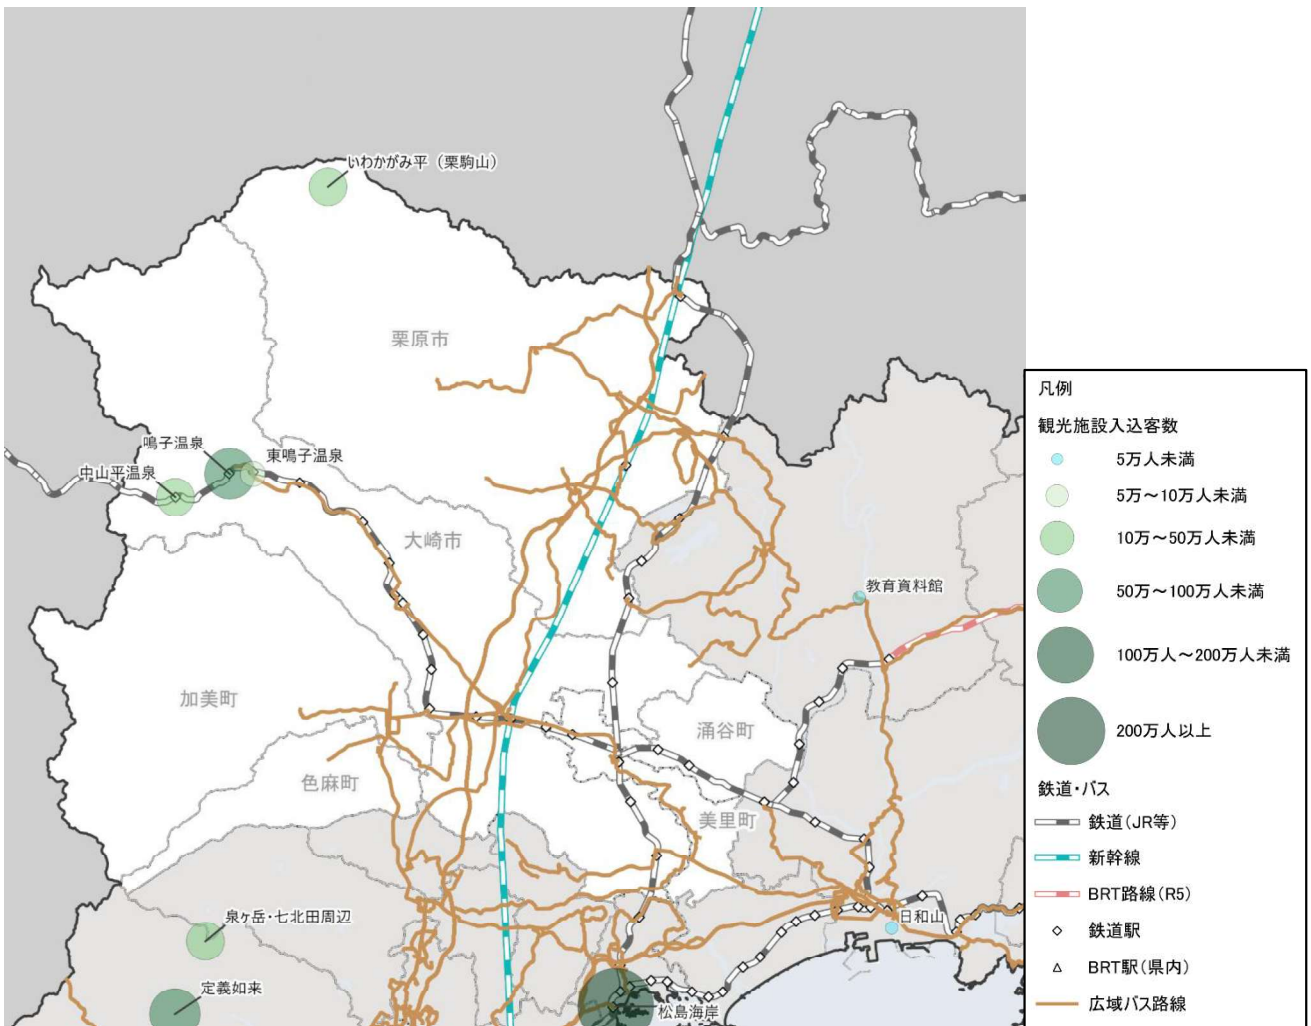 いわかがみ平（栗駒山）
栗原市
鳴子温泉
東鳴子温泉
中山平温泉
大崎市
教育資料館
加美町
涌谷町
色麻町
美里町
泉ヶ岳・七北田周辺
日和山
定義如来
松島海岸
凡例
観光施設入込客数
5万人未満
5万～10万人未満
10万～50万人未満
50万～100万人未満
100万人～200万人未満
200万人以上
鉄道・バス
鉄道（JR等）
新幹線
BRT路線（R5）
鉄道駅
BRT駅（県内）
広域バス路線